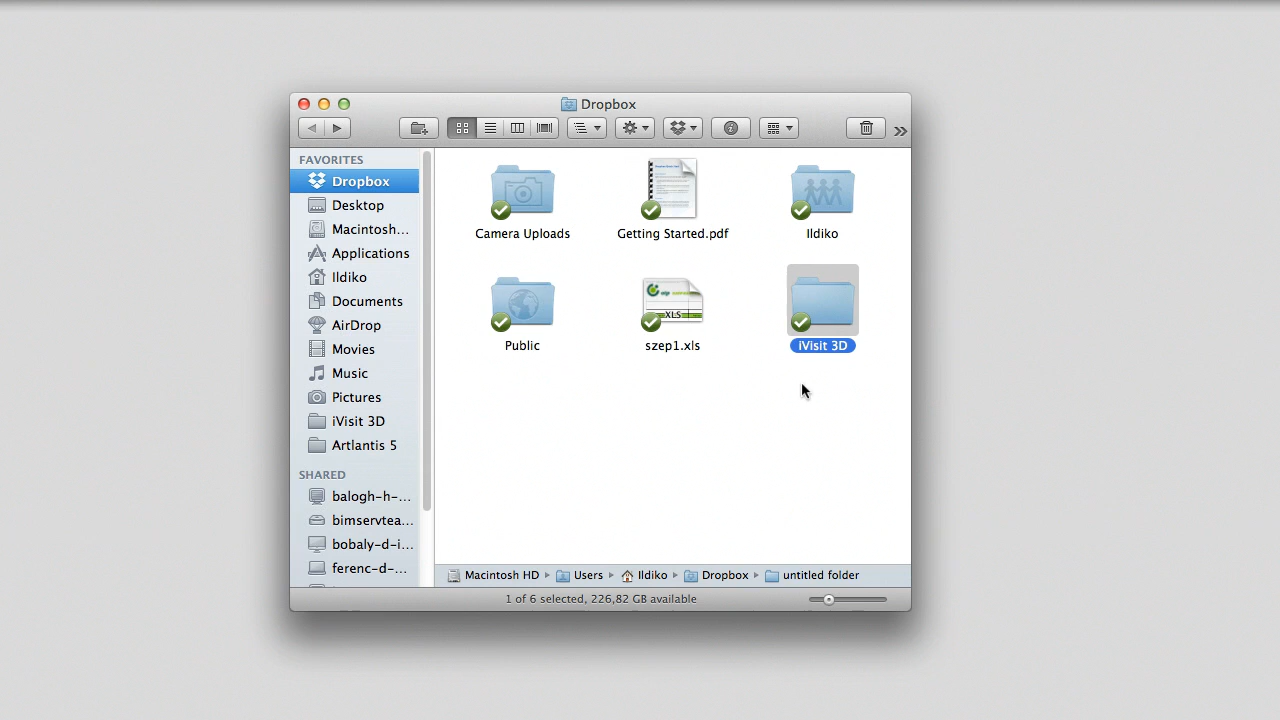 Dropbox
FAVORITES
Dropbox
Desktop
Macintosh...
Applications
Ildiko
Documents
AirDrop
Movies
Music
Pictures
iVisit 3D
Artlantis 5
SHARED
balogh-h-...
bimservtea...
bobaly-d-i...
ferenc-d-...
Camera Uploads
Getting Started.pdf
Ildiko
Public
XLS
szep1.xls
iVisit 3D
Macintosh HD
Users
Ildiko
Dropbox
untitled folder
1 of 6 selected, 226,82 GB available